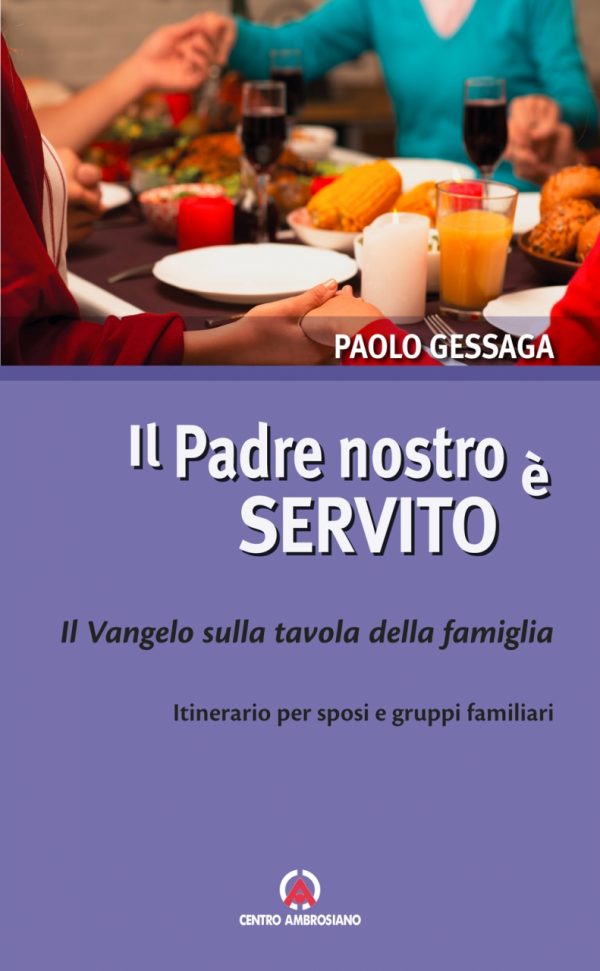 PAOLO GESSAGA
Il Padre nostro è
SERVITO
Il Vangelo sulla tavola della famiglia
Itinerario per sposi e gruppi familiari
CENTRO AMBROSIANO